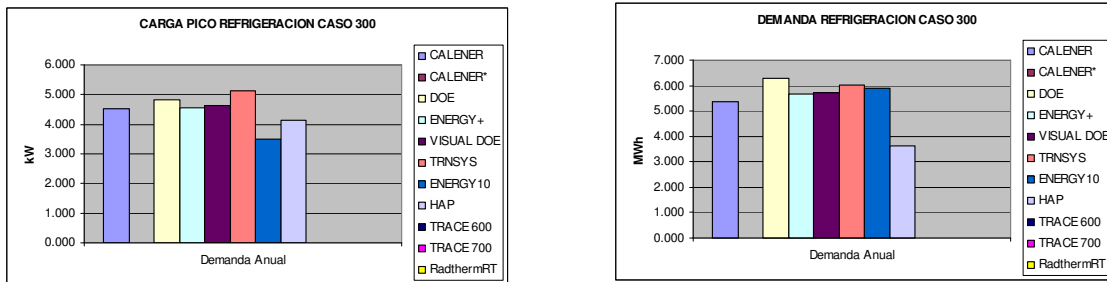 CARGA PICO REFRIGERACION CASO 300
6.000
5.000
4.000
3.000
2.000
1.000
0.000
kW
Demanda Anual
CALENER
CALENER*
DOE
ENERGY+
VISUAL DOE
TRNSYS
ENERGY10
HAP
TRACE 600
TRACE 700
RadthermRT
DEMANDA REFRIGERACION CASO 300
7.000
6.000
5.000
4.000
3.000
2.000
1.000
0.000
MWh
Demanda Anual
CALENER
CALENER*
DOE
ENERGY+
VISUAL DOE
TRNSYS
ENERGY10
HAP
TRACE 600
TRACE 700
RadthermRT